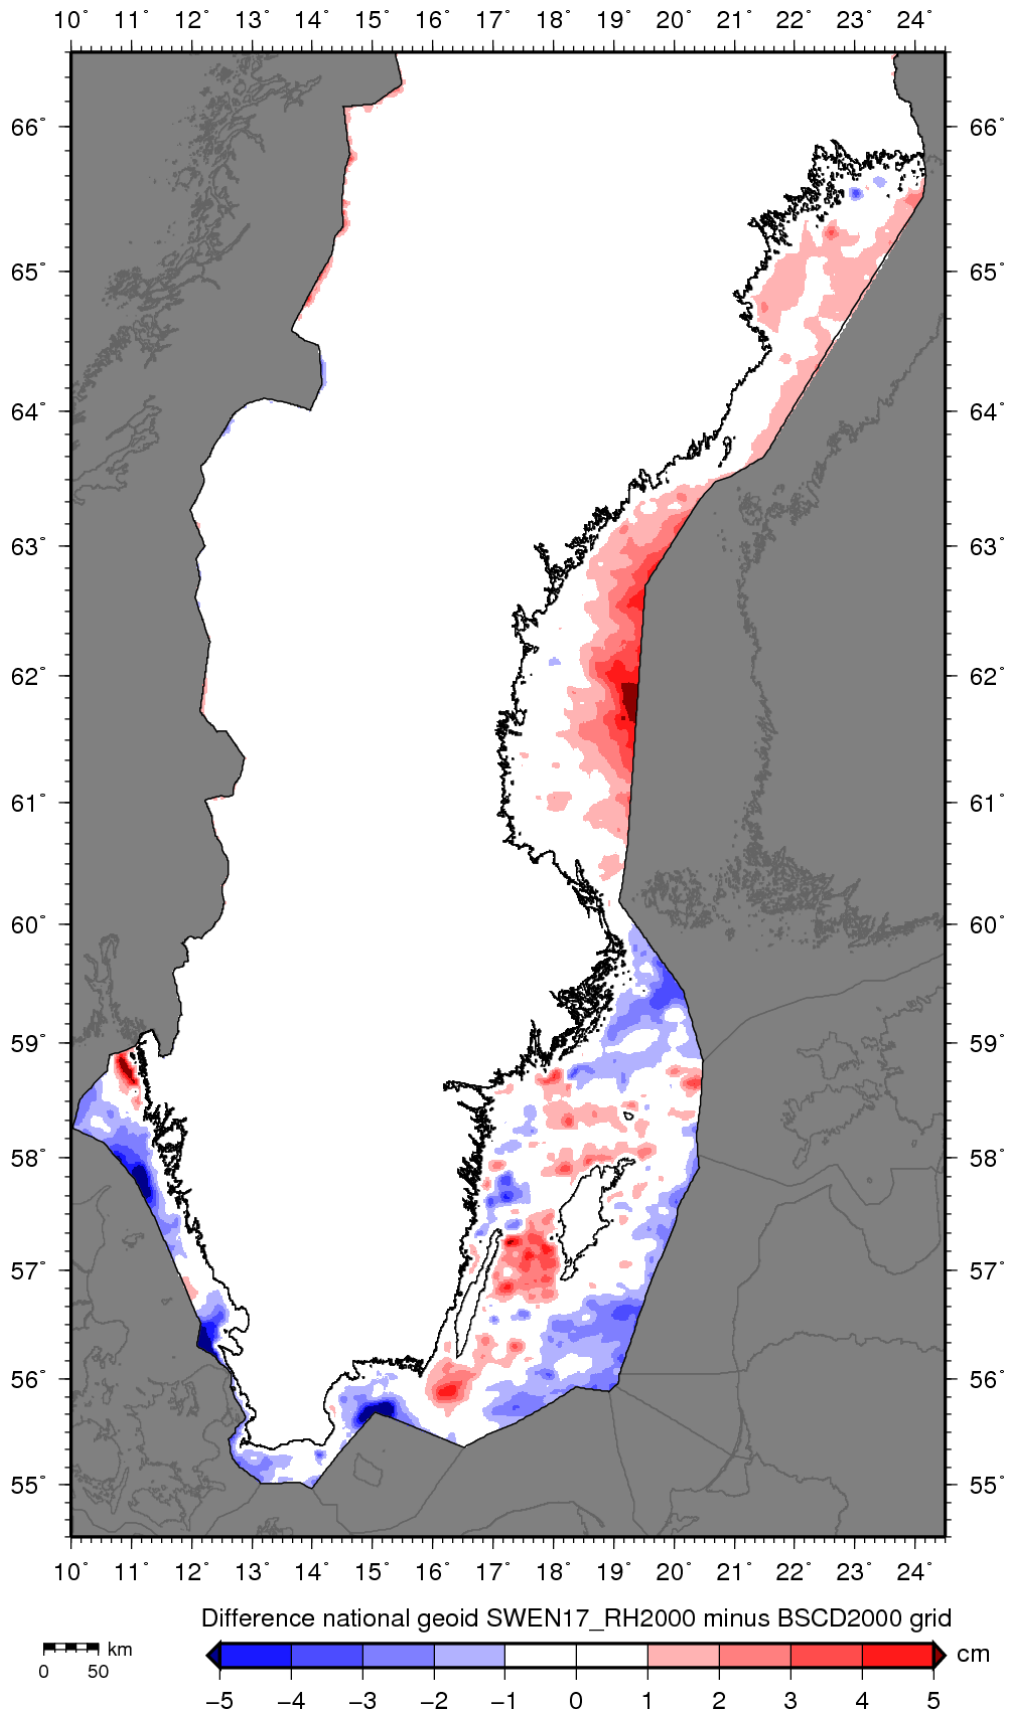 10° 11° 12° 13° 14° 15° 16° 17° 18° 19° 20° 21° 22° 23° 24°
66° 66°
65° 65°
64° 64°
63° 63°
62° 62°
61° 61°
60° 60°
59° 59°
58° 58°
57° 57°
56° 56°
55° 55°
10° 11° 12° 13° 14° 15° 16° 17° 18° 19° 20° 21° 22° 23° 24°
Difference national geoid SWEN17_RH2000 minus BSCD2000 grid
km
0 50
cm
−5 −4 −3 −2 −1 0 1 2 3 4 5